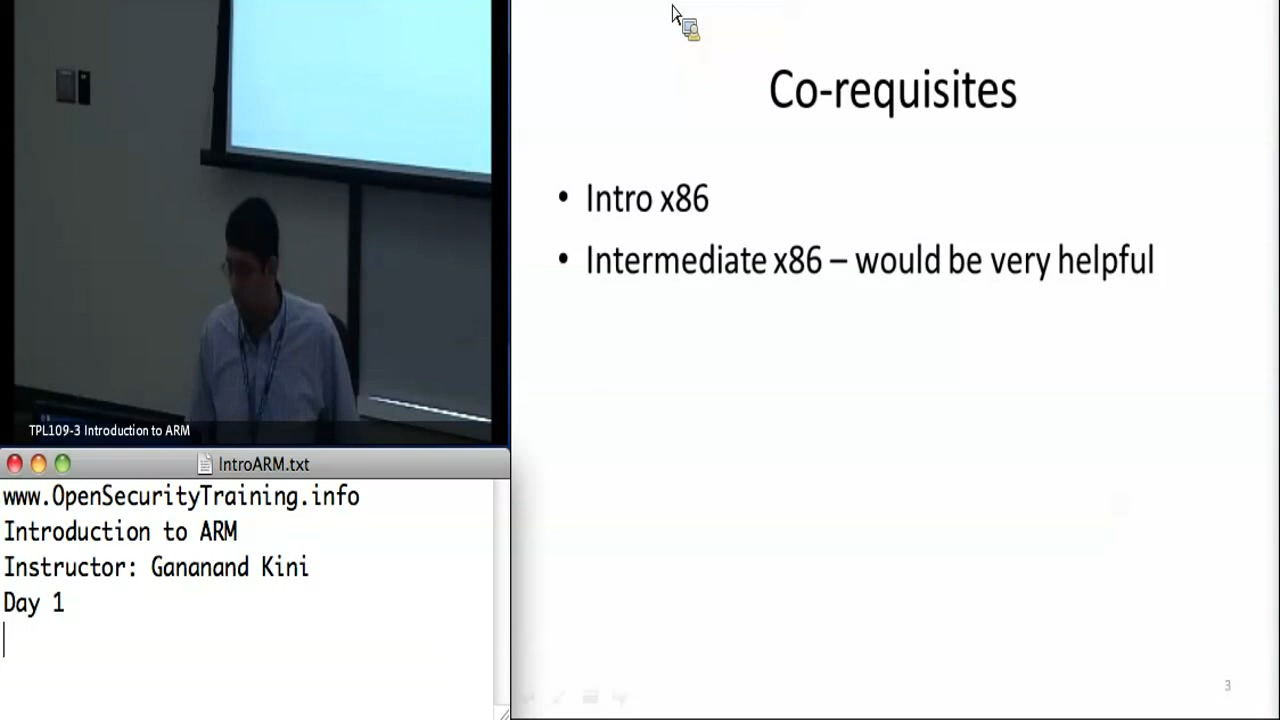 TPL109-3 Introduction to ARM
IntroARM.txt
www.OpenSecurityTraining.info
Introduction to ARM
Instructor: Gananand Kini
Day 1
Co-requisites
• Intro x86
• Intermediate x86 – would be very helpful
3